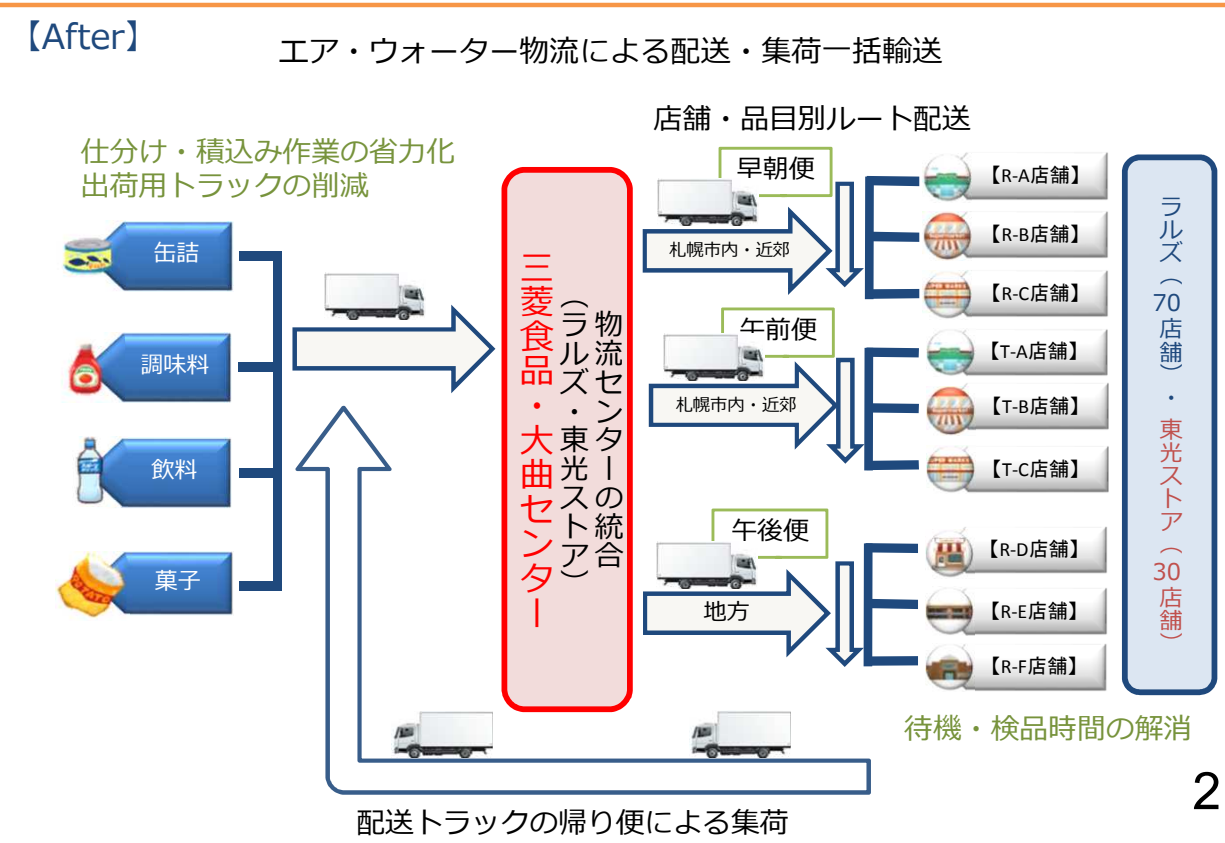 【After】
エア・ウォーター物流による配送・集荷一括輸送
仕分け・積込み作業の省力化
出荷用トラックの削減
缶詰
調味料
飲料
菓子
物流センターの統合
（ラルズ・東光ストア）
三菱食品・大曲センター
店舗・品目別ルート配送
早朝便
札幌市内・近郊
【R-A店舗】
【R-B店舗】
【R-C店舗】
午前便
札幌市内・近郊
【T-A店舗】
【T-B店舗】
【T-C店舗】
午後便
地方
【R-D店舗】
【R-E店舗】
【R-F店舗】
ラルズ（70店舗）・東光ストア（30店舗）
待機・検品時間の解消
配送トラックの帰り便による集荷
2